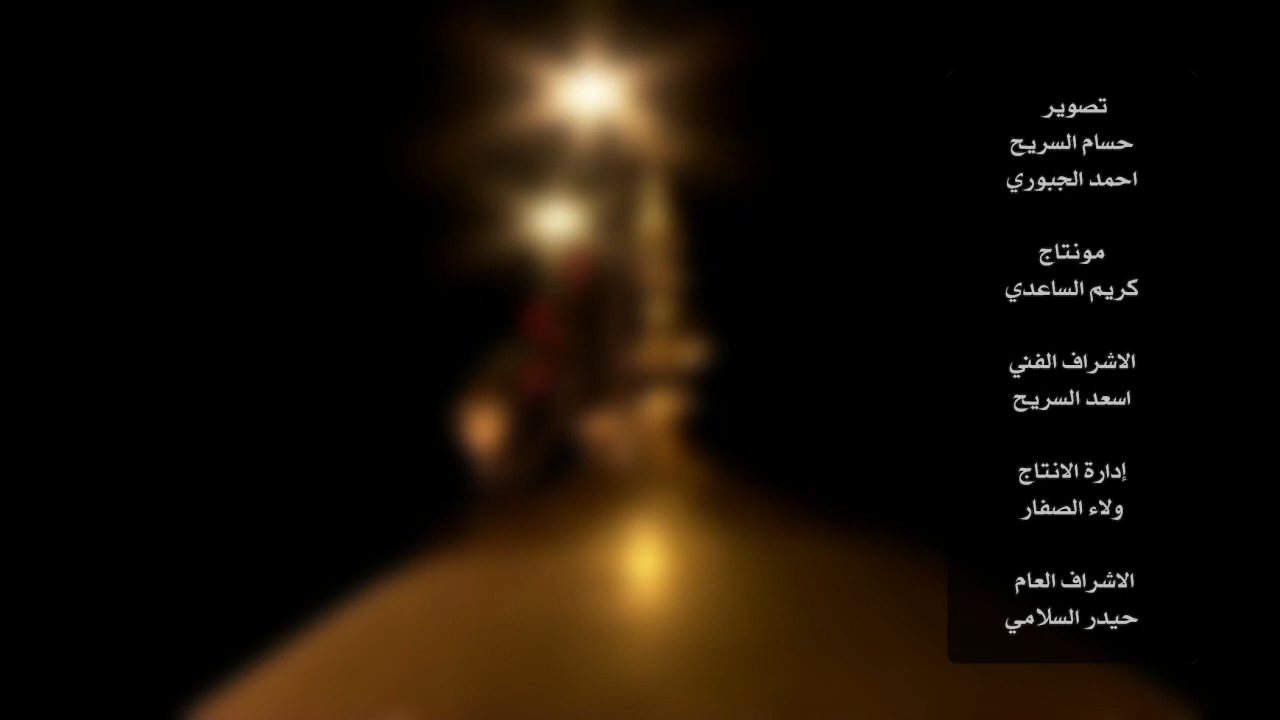 تصوير
حسام السريح
احمد الجبوري
مونتاج
كريم الساعدي
الاشراف الفني
اسعد السريح
إدارة الانتاج
ولاء الصفار
الاشراف العام
حيدر السلامي